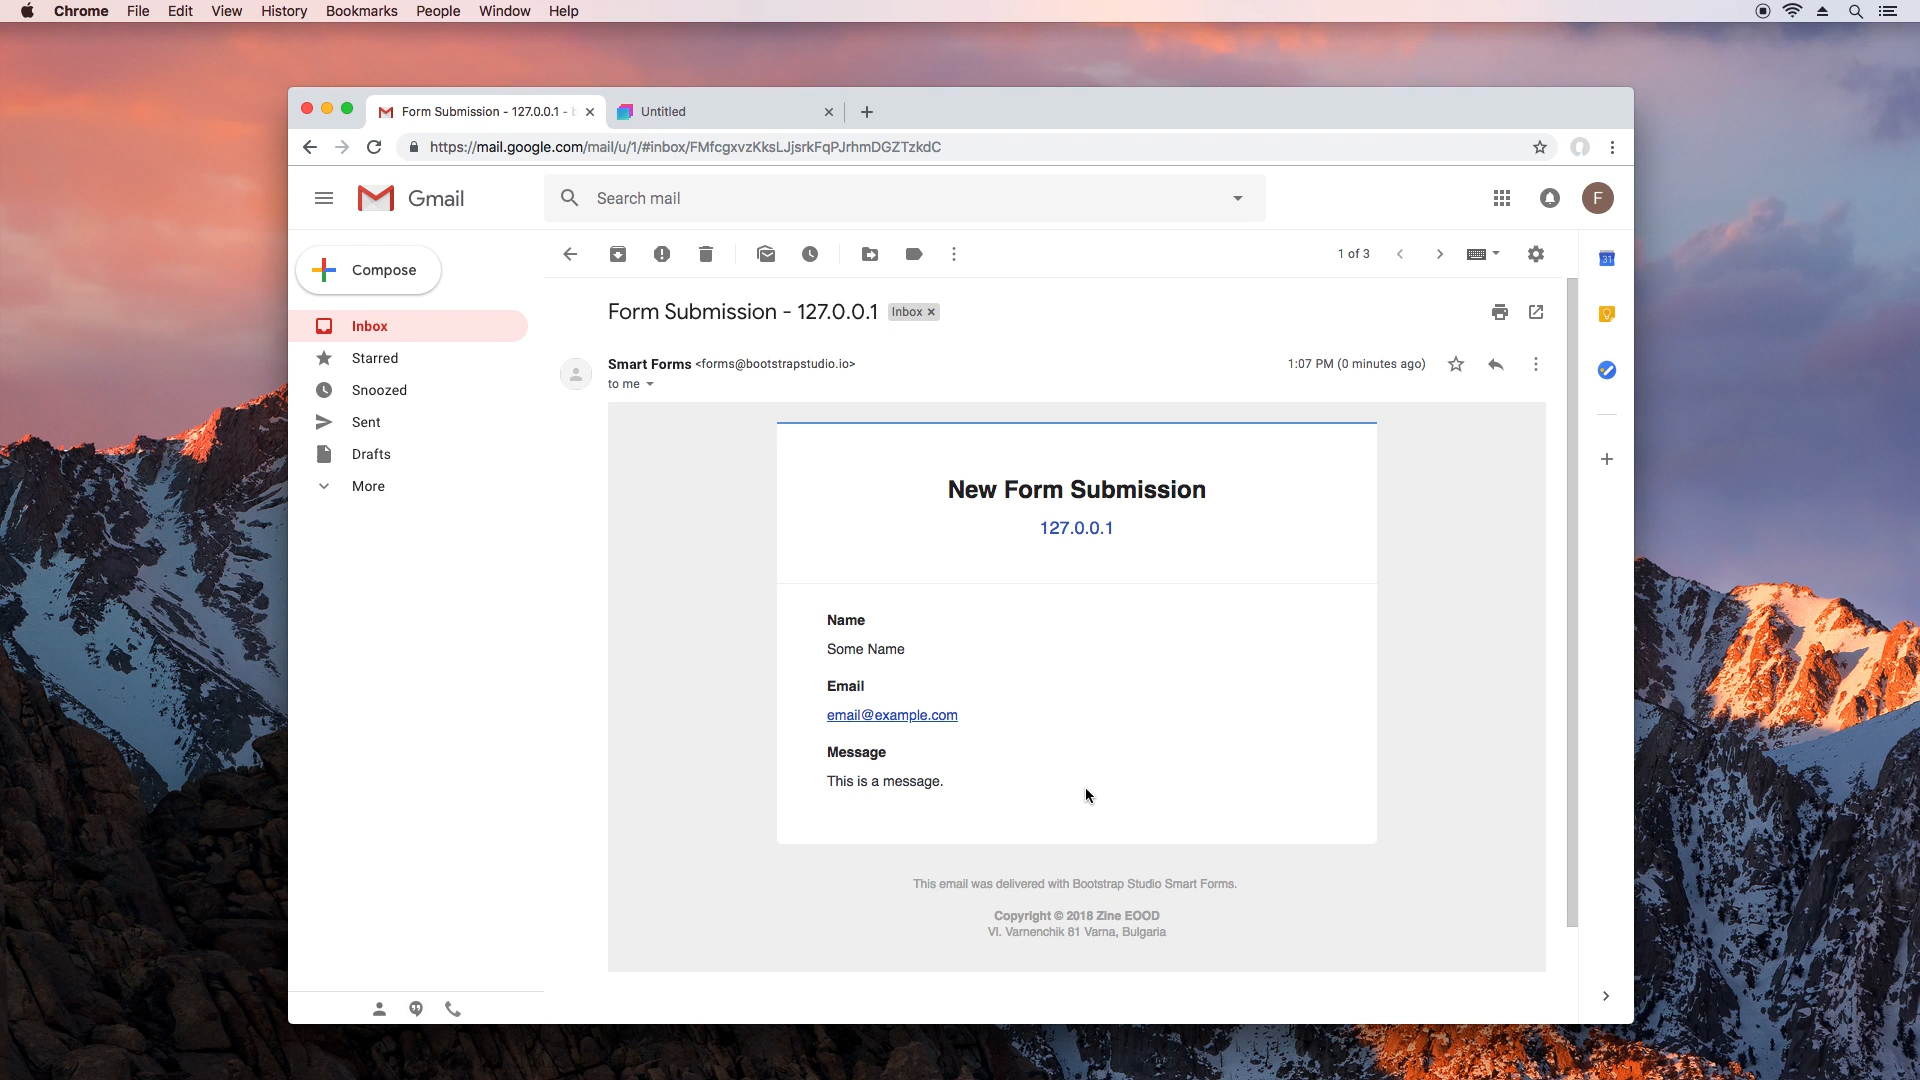 Chrome File Edit View History Bookmarks People Window Help
Form Submission - 127.0.0.1 -
Untitled
https://mail.google.com/mail/u/1/#inbox/FMfcgxvzKksLJjsrkFqPJrhmDGZTzkdC
Gmail
Search mail
F
Compose
1 of 3
31
Inbox
Starred
Snoozed
Sent
Drafts
More
Form Submission - 127.0.0.1 Inbox ×
Smart Forms <forms@bootstrapstudio.io>
1:07 PM (0 minutes ago)
to me
New Form Submission
127.0.0.1
Name
Some Name
Email
email@example.com
Message
This is a message.
This email was delivered with Bootstrap Studio Smart Forms.
Copyright © 2018 Zine EOOD
Vl. Varnenchik 81 Varna, Bulgaria